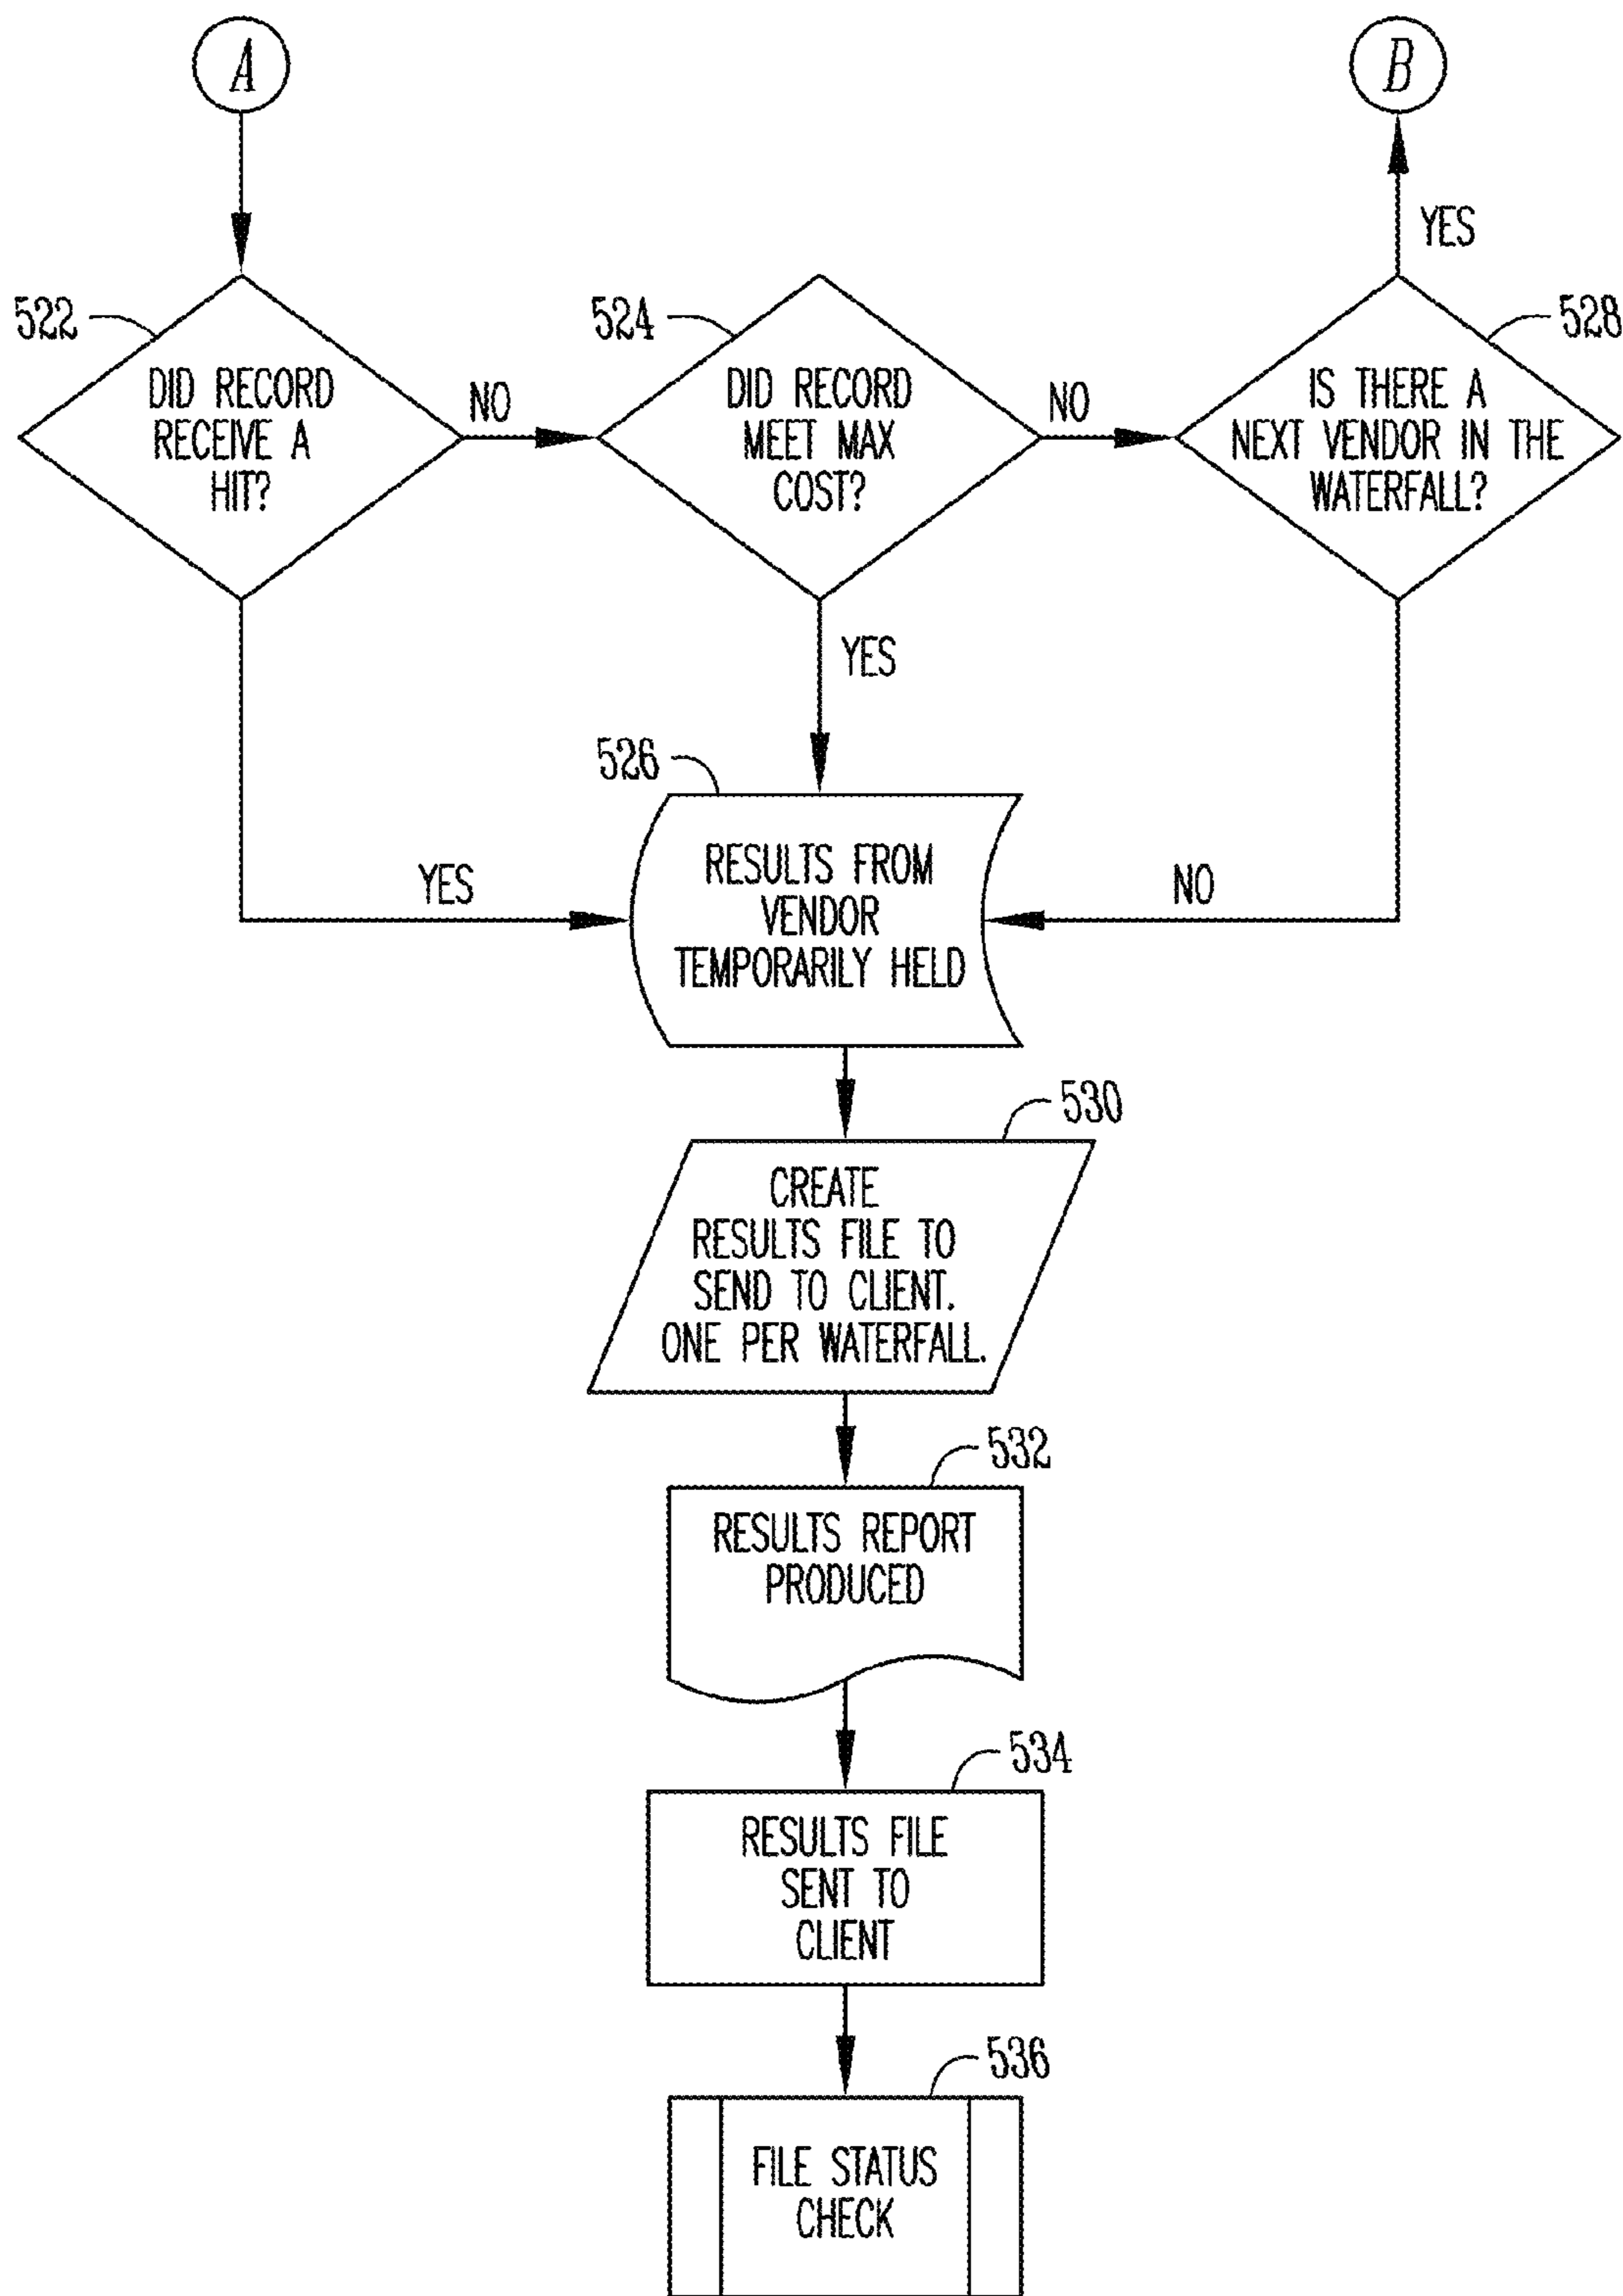 A
B
YES
522
DID RECORD
RECEIVE A
HIT?
NO
524
DID RECORD
MEET MAX
COST?
NO
528
IS THERE A
NEXT VENDOR IN THE
WATERFALL?
YES
YES
NO
526
RESULTS FROM
VENDOR
TEMPORARILY HELD
530
CREATE
RESULTS FILE TO
SEND TO CLIENT.
ONE PER WATERFALL.
532
RESULTS REPORT
PRODUCED
534
RESULTS FILE
SENT TO
CLIENT
536
FILE STATUS
CHECK